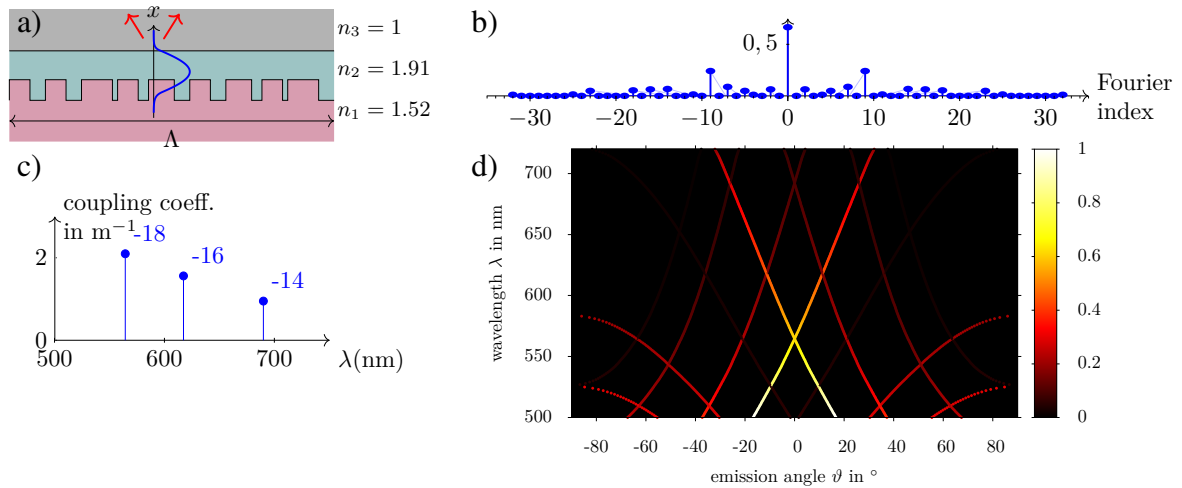 a)
x
n₃ = 1
n₂ = 1.91
n₁ = 1.52
Λ
b)
0, 5
−30 −20 −10 0 10 20 30
Fourier
index
c)
coupling coeff.
in m⁻¹
-18
-16
-14
2
0
500 600 700
λ(nm)
d)
700
650
600
550
500
wavelength λ in nm
-80 -60 -40 -20 0 20 40 60 80
emission angle ϑ in °
1
0.8
0.6
0.4
0.2
0